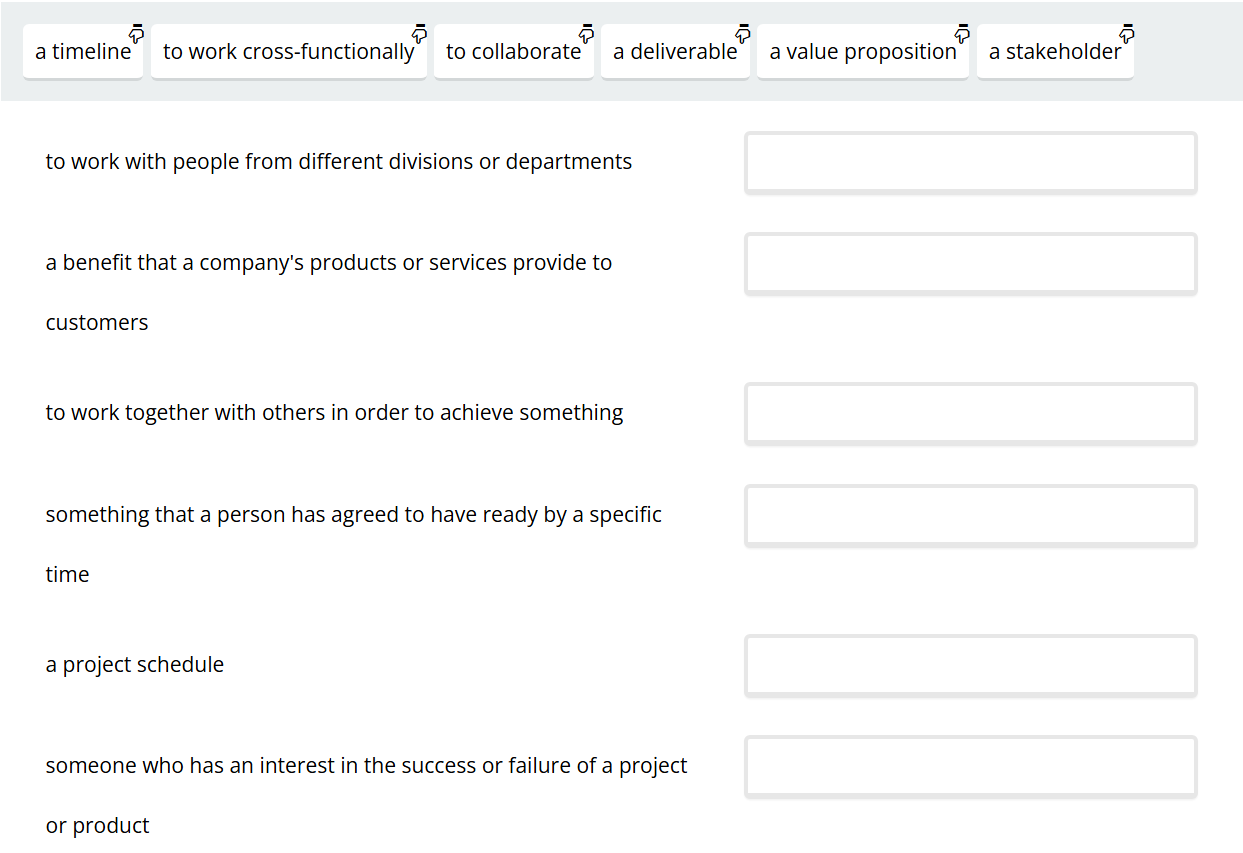 a timeline to work cross-functionally to collaborate a deliverable a value proposition a stakeholder
to work with people from different divisions or departments
a benefit that a company's products or services provide to
customers
to work together with others in order to achieve something
something that a person has agreed to have ready by a specific
time
a project schedule
someone who has an interest in the success or failure of a project
or product